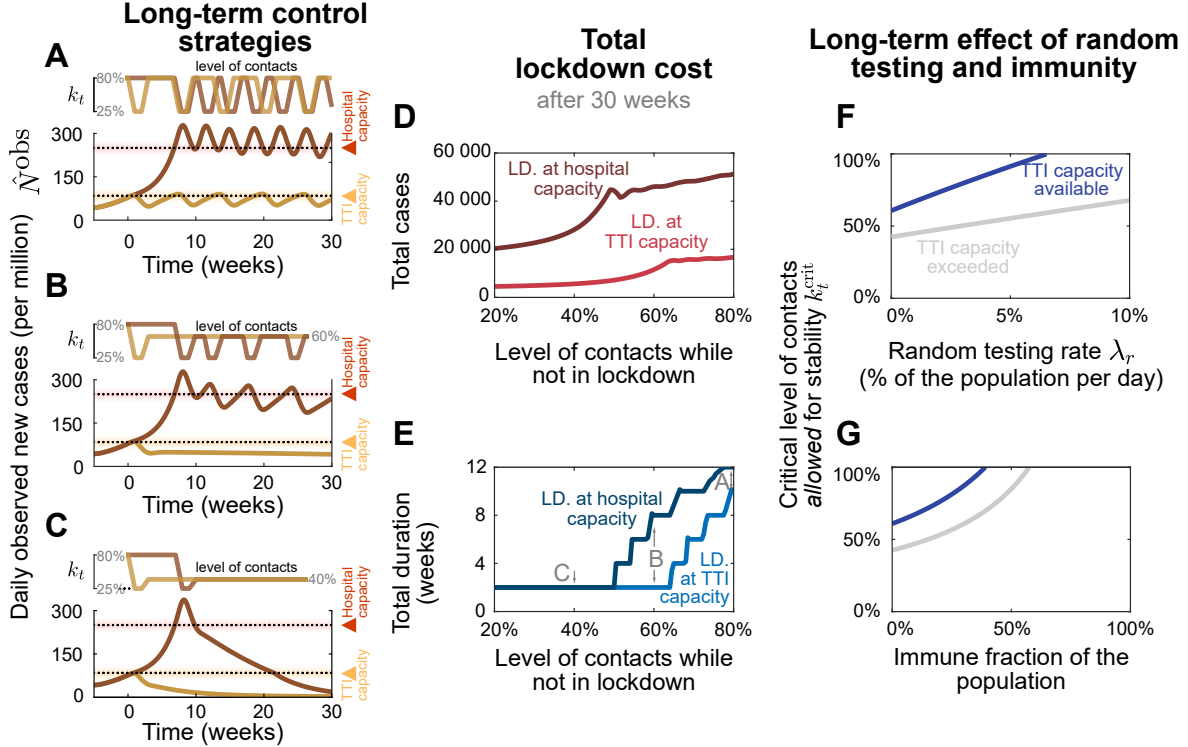 Long-term control
strategies
A
level of contacts
80%
k_t
25%
Hospital
capacity
TTI
capacity
300
150
0
0
10
20
30
Time (weeks)
B
level of contacts
80%
60%
k_t
25%
Hospital
capacity
TTI
capacity
300
150
0
0
10
20
30
Time (weeks)
C
80%
level of contacts
k_t
40%
25%
Hospital
capacity
TTI
capacity
300
150
0
0
10
20
30
Time (weeks)
Daily observed new cases (per million) N̂obs
Total
lockdown cost
after 30 weeks
D
60 000
40 000
20 000
0
Total cases
LD. at hospital
capacity
LD. at
TTI capacity
20%
40%
60%
80%
Level of contacts while
not in lockdown
E
12
8
4
0
Total duration
(weeks)
LD. at hospital
capacity
A
B
C
LD.
at TTI
capacity
20%
40%
60%
80%
Level of contacts while
not in lockdown
Long-term effect of random
testing and immunity
F
100%
50%
0%
TTI capacity
available
TTI capacity
exceeded
0%
5%
10%
Random testing rate λ_r
(% of the population per day)
Critical level of contacts
allowed for stability k_t^crit
G
100%
50%
0%
0%
50%
100%
Immune fraction of the
population